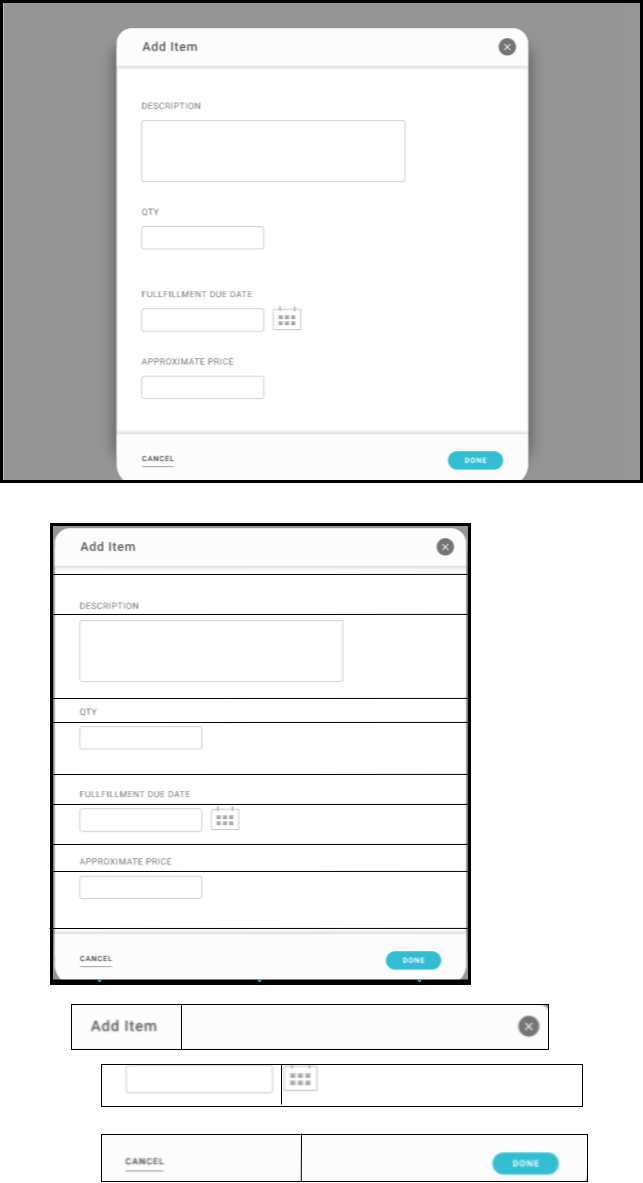 Add Item
DESCRIPTION
QTY
FULLFILLMENT DUE DATE
APPROXIMATE PRICE
CANCEL DONE
Add Item
DESCRIPTION
QTY
FULLFILLMENT DUE DATE
APPROXIMATE PRICE
CANCEL DONE
Add Item
CANCEL DONE